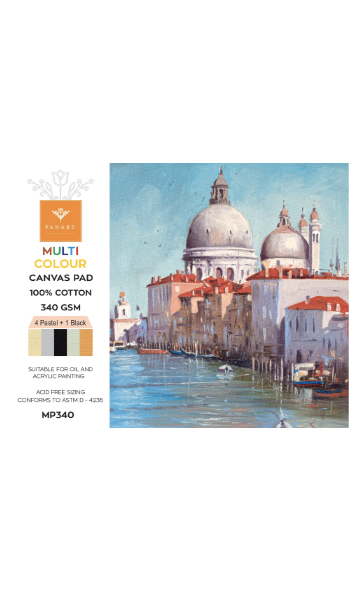 PANART
MULTI
COLOUR
CANVAS PAD
100% COTTON
340 GSM
4 Pastel + 1 Black
SUITABLE FOR OIL AND
ACRYLIC PAINTING
ACID FREE SIZING
CONFORMS TO ASTM D - 4236
MP340